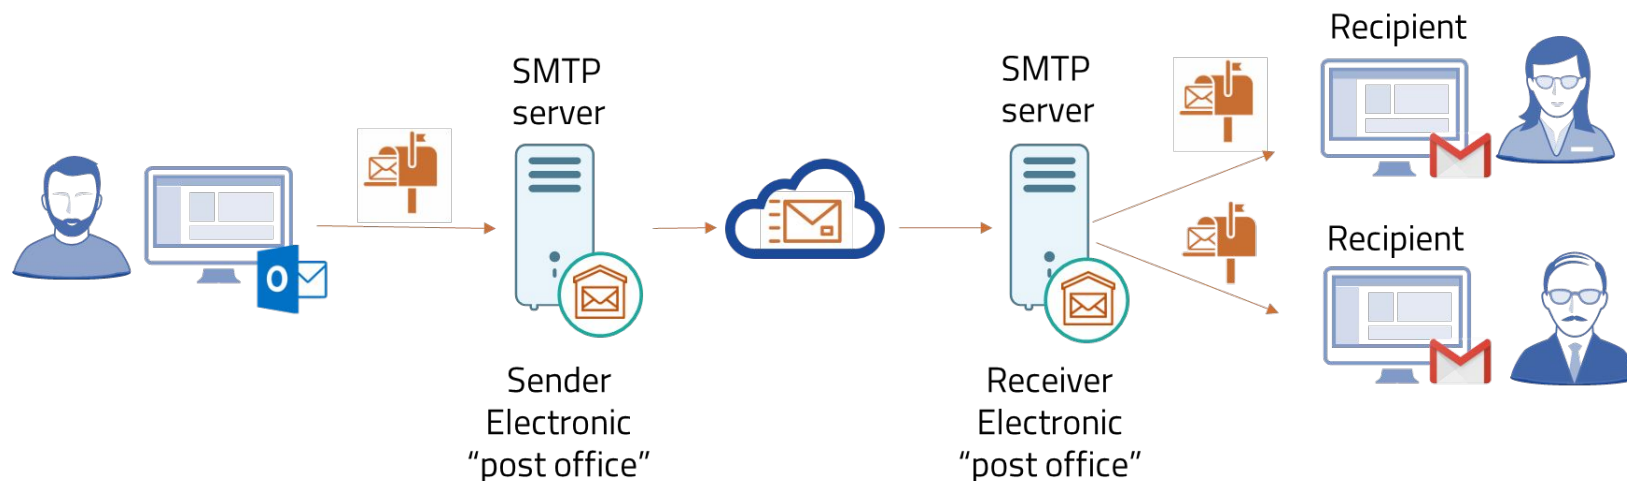 SMTP
server
Sender
Electronic
“post office”
SMTP
server
Receiver
Electronic
“post office”
Recipient
Recipient
O